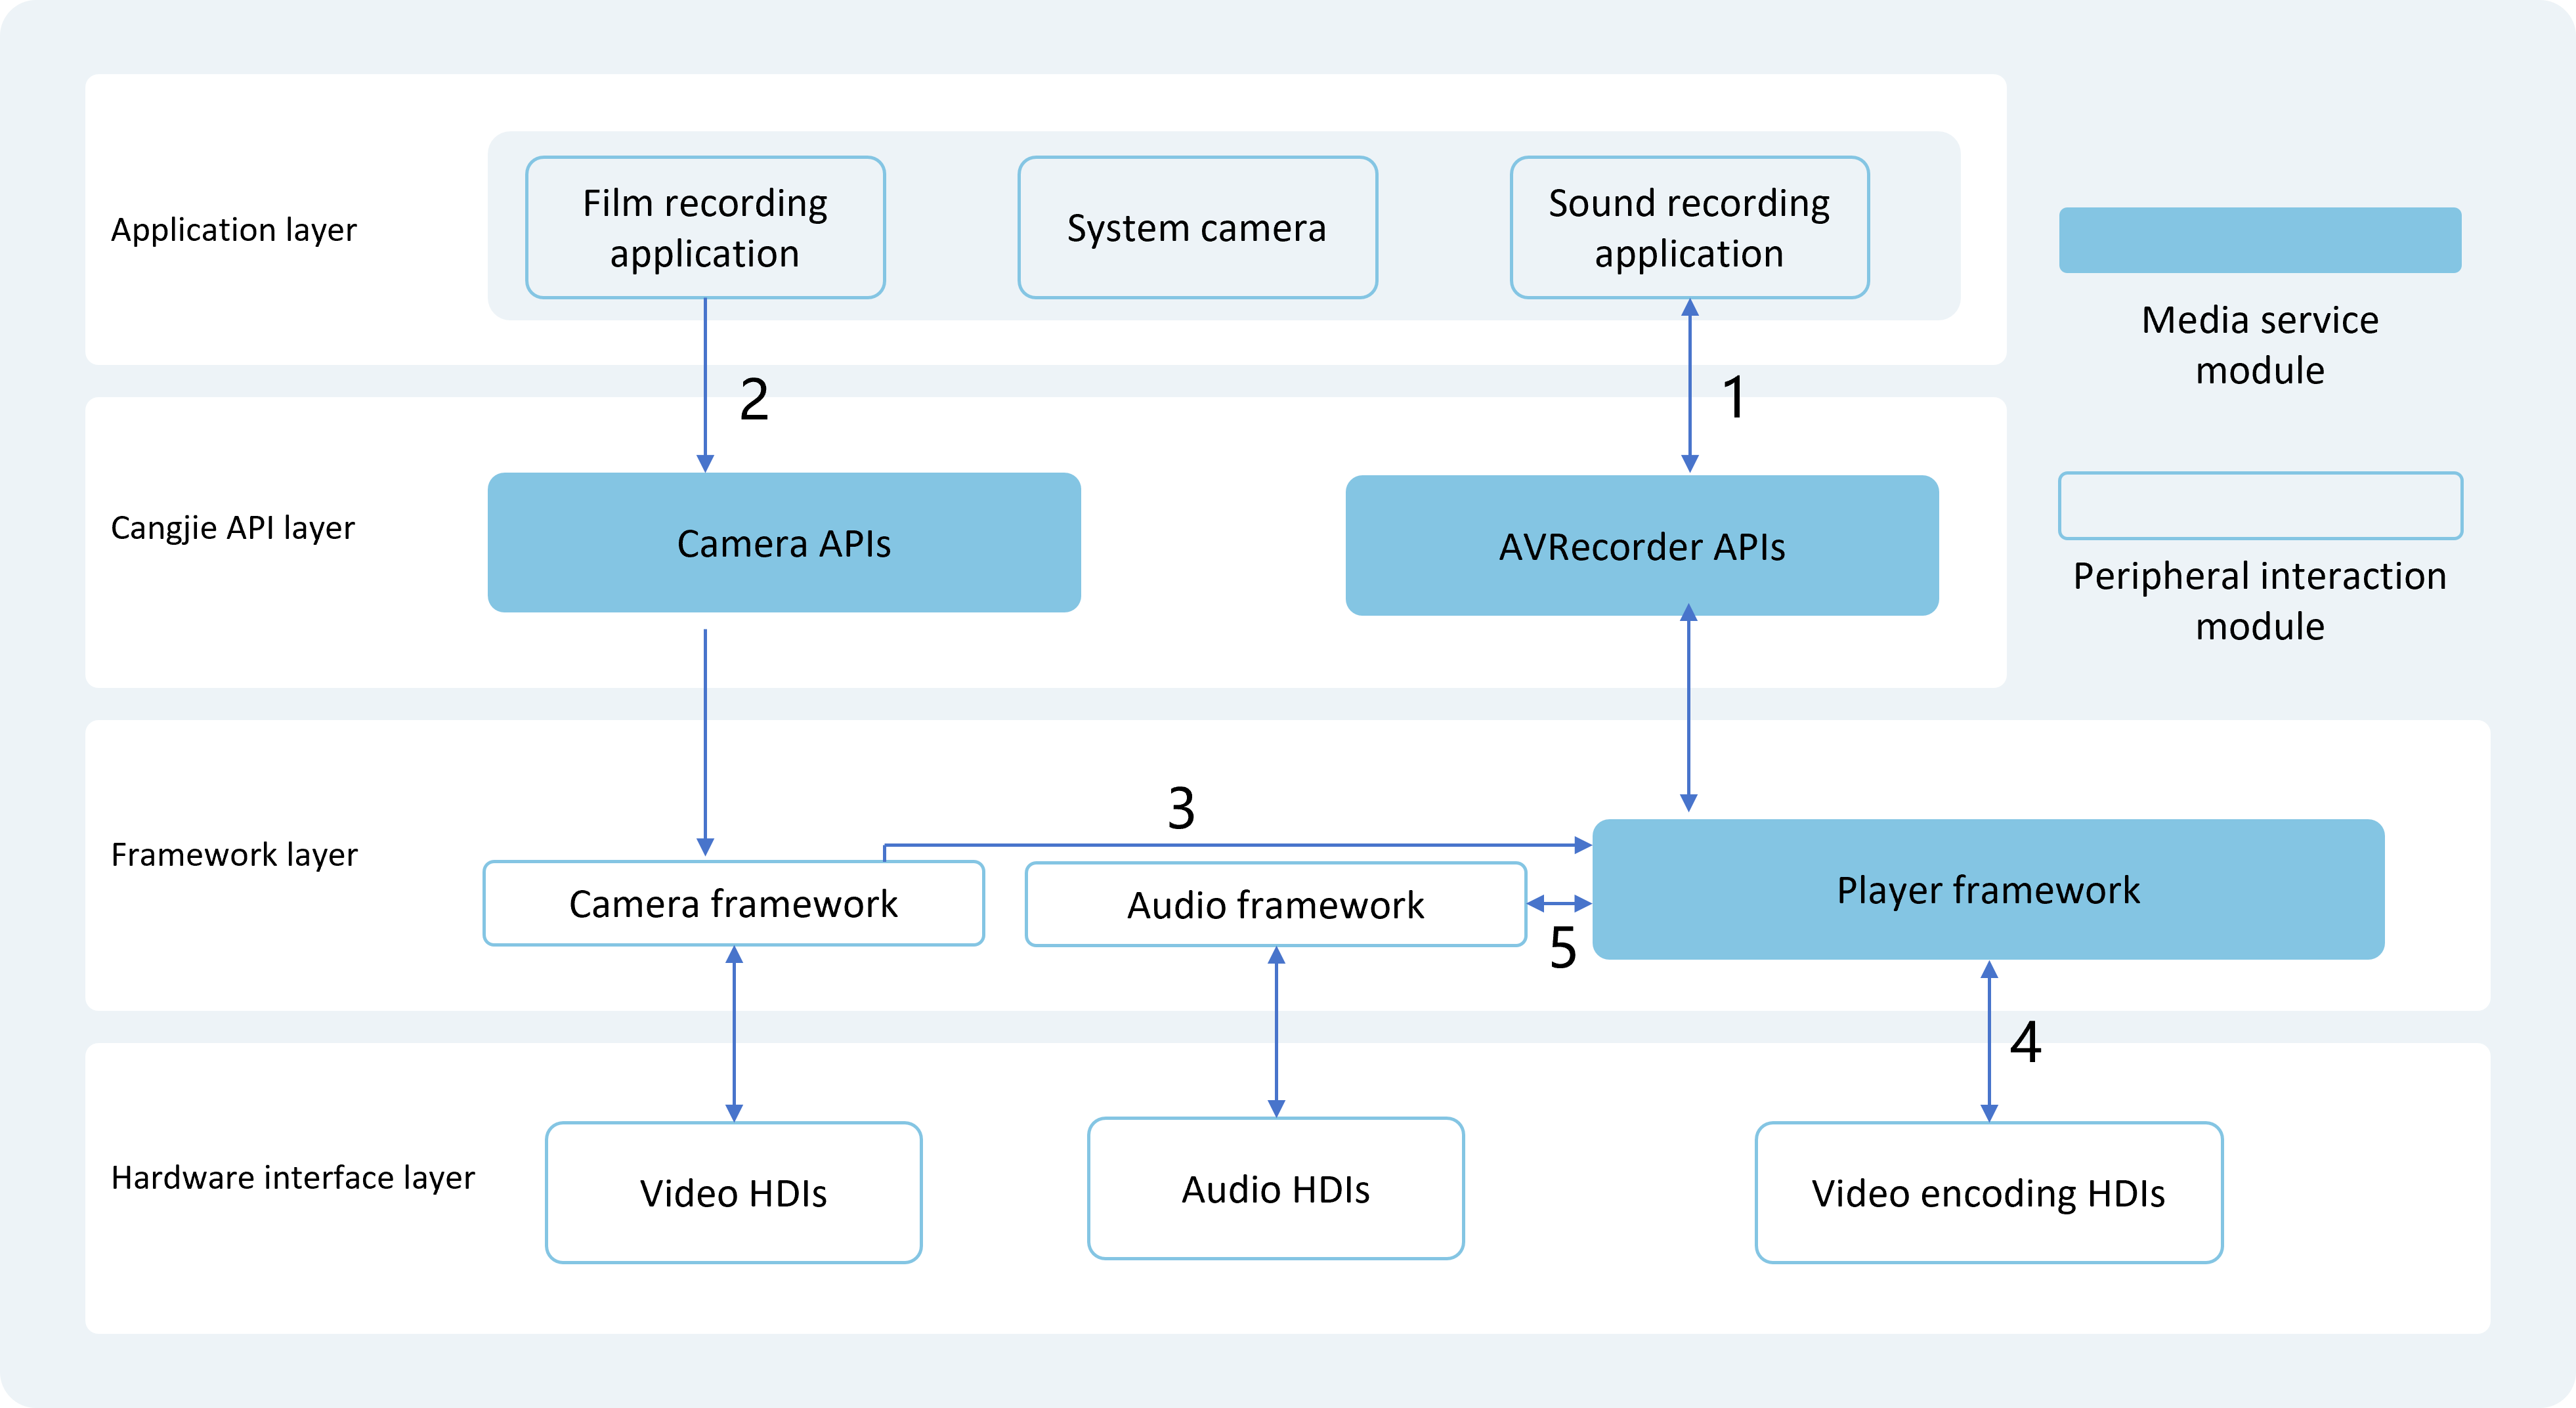 Application layer
Film recording
application
System camera
Sound recording
application
Media service
module
2
1
Cangjie API layer
Camera APIs
AVRecorder APIs
Peripheral interaction
module
Framework layer
3
Camera framework
Audio framework
5
Player framework
4
Hardware interface layer
Video HDIs
Audio HDIs
Video encoding HDIs